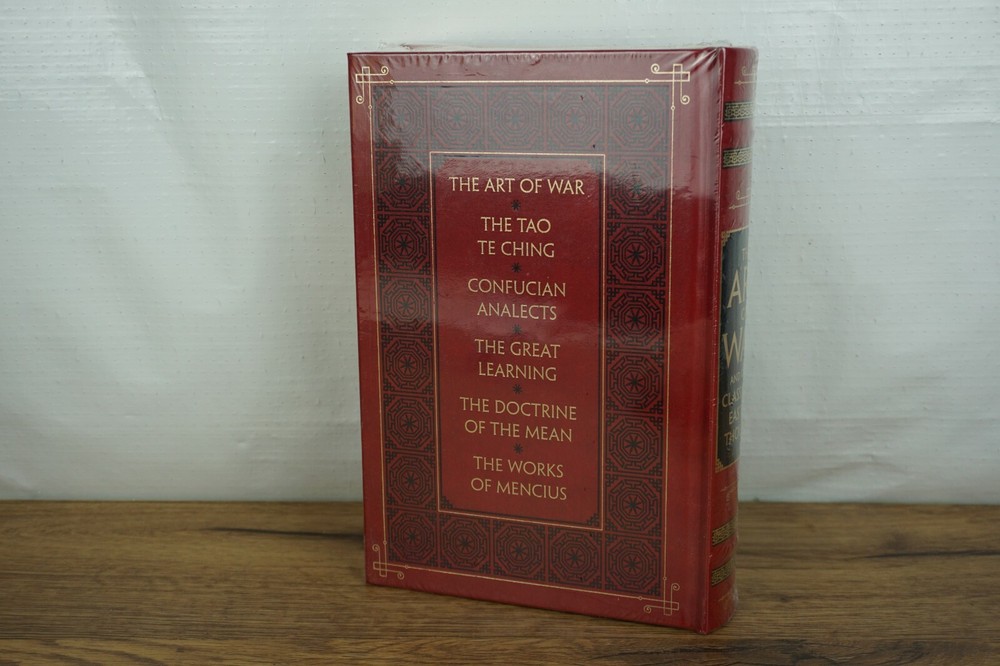 THE ART OF WAR
THE TAO
TE CHING
CONFUCIAN
ANALECTS
THE GREAT
LEARNING
THE DOCTRINE
OF THE MEAN
THE WORKS
OF MENCIUS